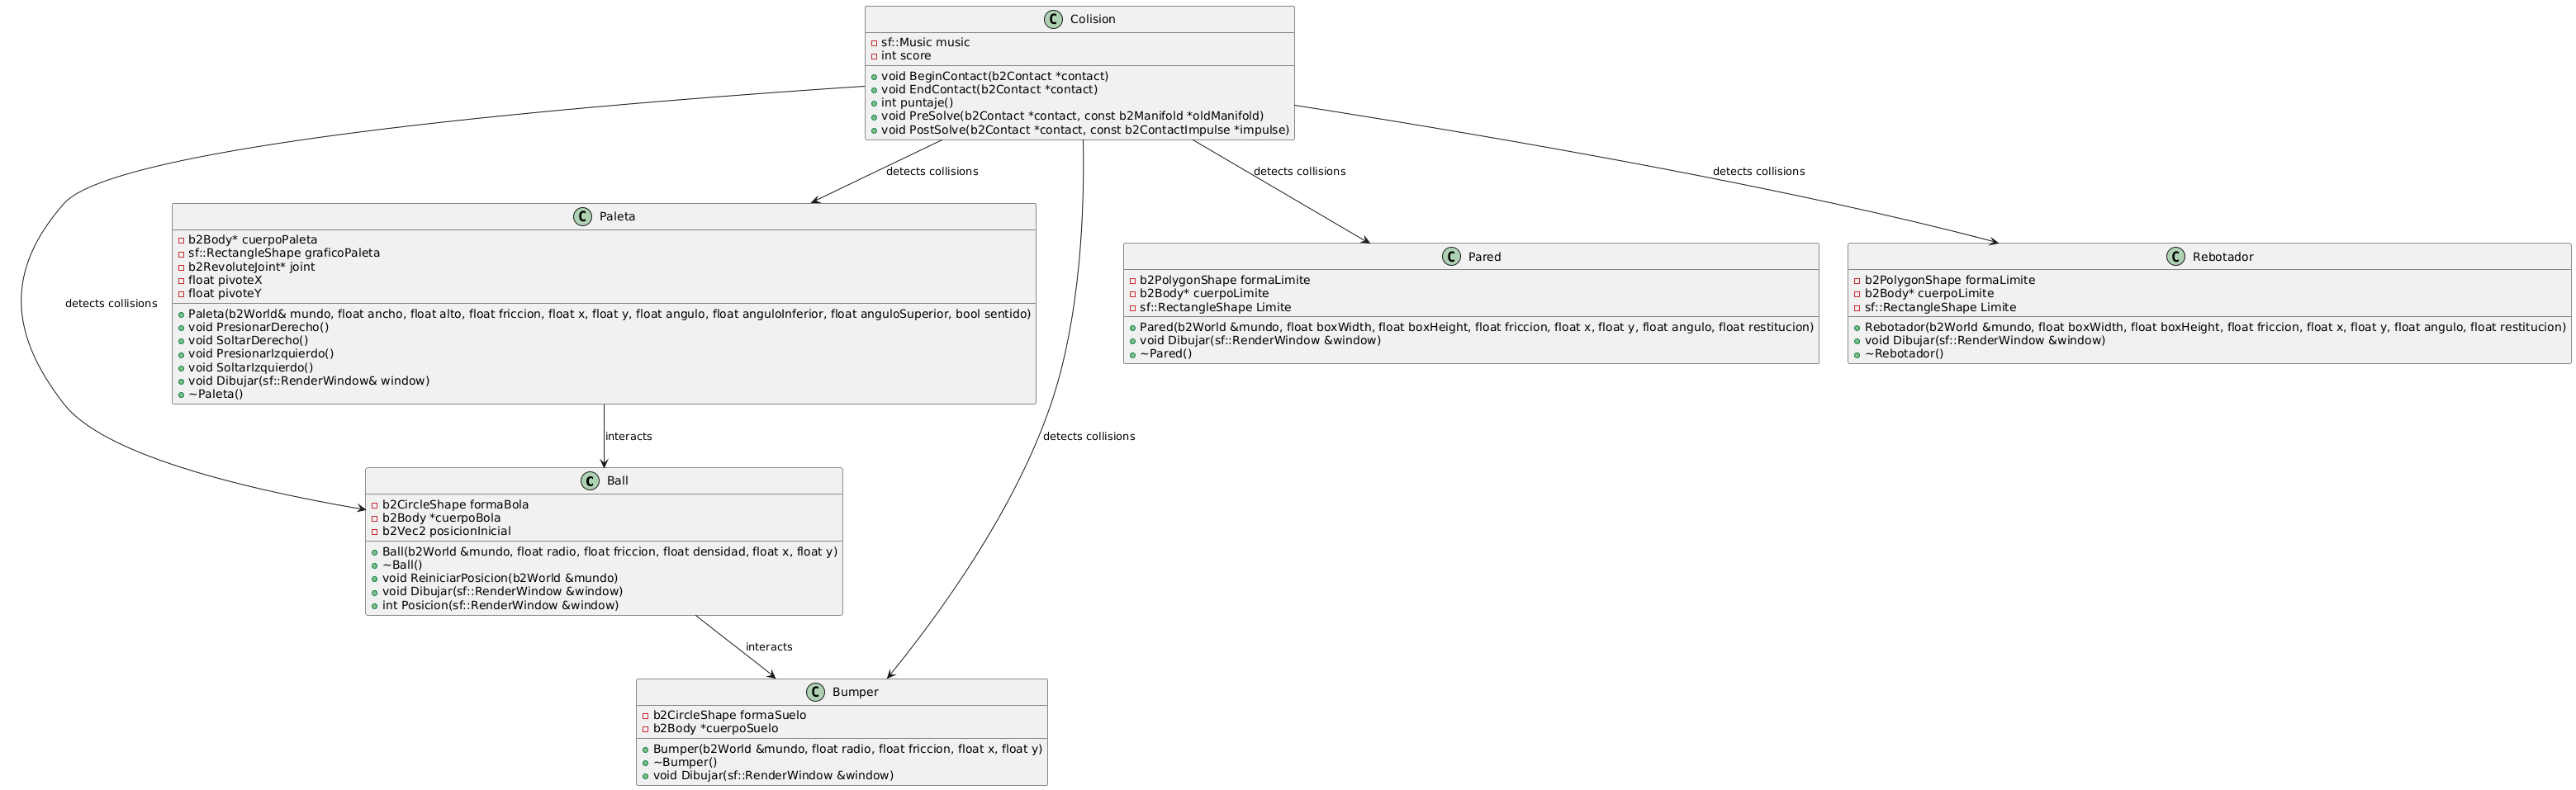 C Colision
sf::Music music
int score
void BeginContact(b2Contact *contact)
void EndContact(b2Contact *contact)
int puntaje()
void PreSolve(b2Contact *contact, const b2Manifold *oldManifold)
void PostSolve(b2Contact *contact, const b2ContactImpulse *impulse)
detects collisions
detects collisions
detects collisions
C Paleta
b2Body* cuerpoPaleta
sf::RectangleShape graficoPaleta
b2RevoluteJoint* joint
float pivoteX
float pivoteY
Paleta(b2World& mundo, float ancho, float alto, float friccion, float x, float y, float angulo, float anguloInferior, float anguloSuperior, bool sentido)
void PresionarDerecho()
void SoltarDerecho()
void PresionarIzquierdo()
void SoltarIzquierdo()
void Dibujar(sf::RenderWindow& window)
~Paleta()
C Pared
b2PolygonShape formaLimite
b2Body* cuerpoLimite
sf::RectangleShape Limite
Pared(b2World &mundo, float boxWidth, float boxHeight, float friccion, float x, float y, float angulo, float restitucion)
void Dibujar(sf::RenderWindow &window)
~Pared()
C Rebotador
b2PolygonShape formaLimite
b2Body* cuerpoLimite
sf::RectangleShape Limite
Rebotador(b2World &mundo, float boxWidth, float boxHeight, float friccion, float x, float y, float angulo, float restitucion)
void Dibujar(sf::RenderWindow &window)
~Rebotador()
detects collisions
interacts
detects collisions
C Ball
b2CircleShape formaBola
b2Body *cuerpoBola
b2Vec2 posicionInicial
Ball(b2World &mundo, float radio, float friccion, float densidad, float x, float y)
~Ball()
void ReiniciarPosicion(b2World &mundo)
void Dibujar(sf::RenderWindow &window)
int Posicion(sf::RenderWindow &window)
interacts
C Bumper
b2CircleShape formaSuelo
b2Body *cuerpoSuelo
Bumper(b2World &mundo, float radio, float friccion, float x, float y)
~Bumper()
void Dibujar(sf::RenderWindow &window)